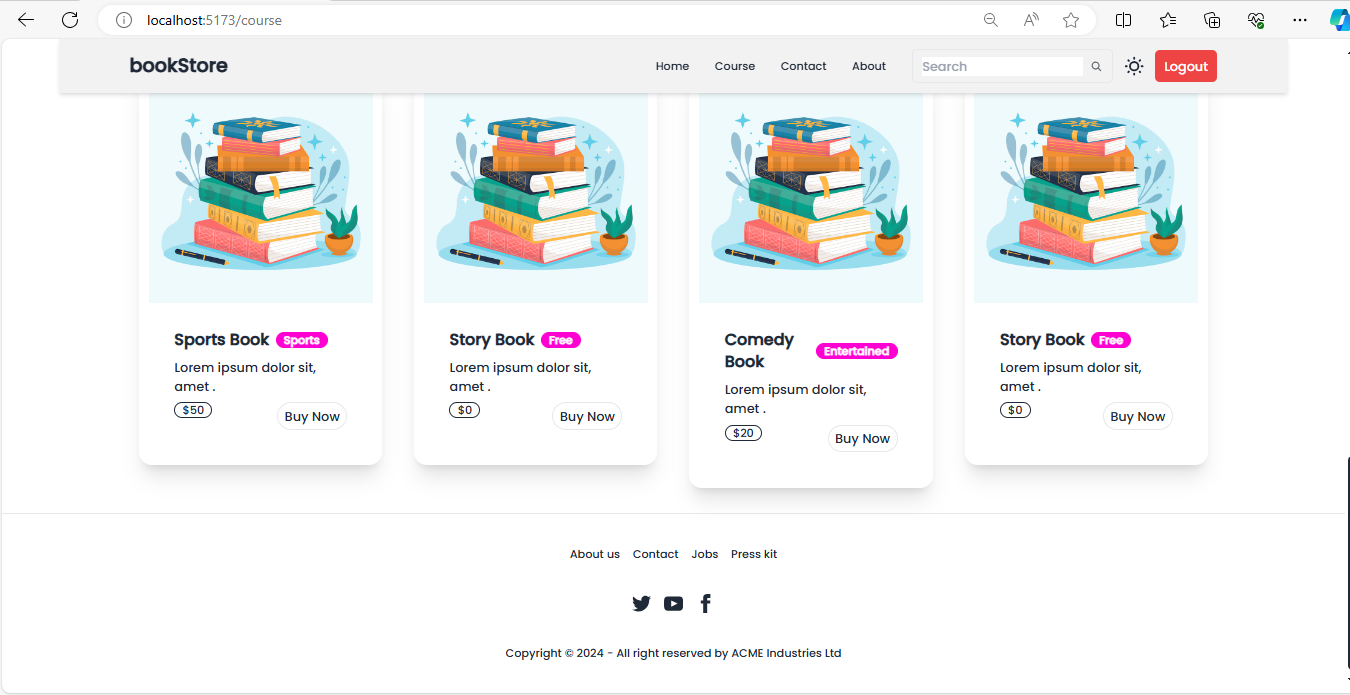 localhost:5173/course
bookStore
Home Course Contact About Search Logout
Sports Book Sports
Lorem ipsum dolor sit,
amet .
$50 Buy Now
Story Book Free
Lorem ipsum dolor sit,
amet .
$0 Buy Now
Comedy
Book Entertained
Lorem ipsum dolor sit,
amet .
$20 Buy Now
Story Book Free
Lorem ipsum dolor sit,
amet .
$0 Buy Now
About us Contact Jobs Press kit
Copyright © 2024 - All right reserved by ACME Industries Ltd